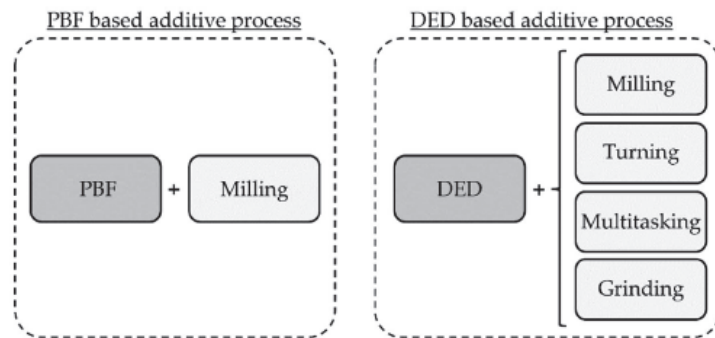 PBF based additive process
PBF
+
Milling
DED based additive process
DED
+
Milling
Turning
Multitasking
Grinding